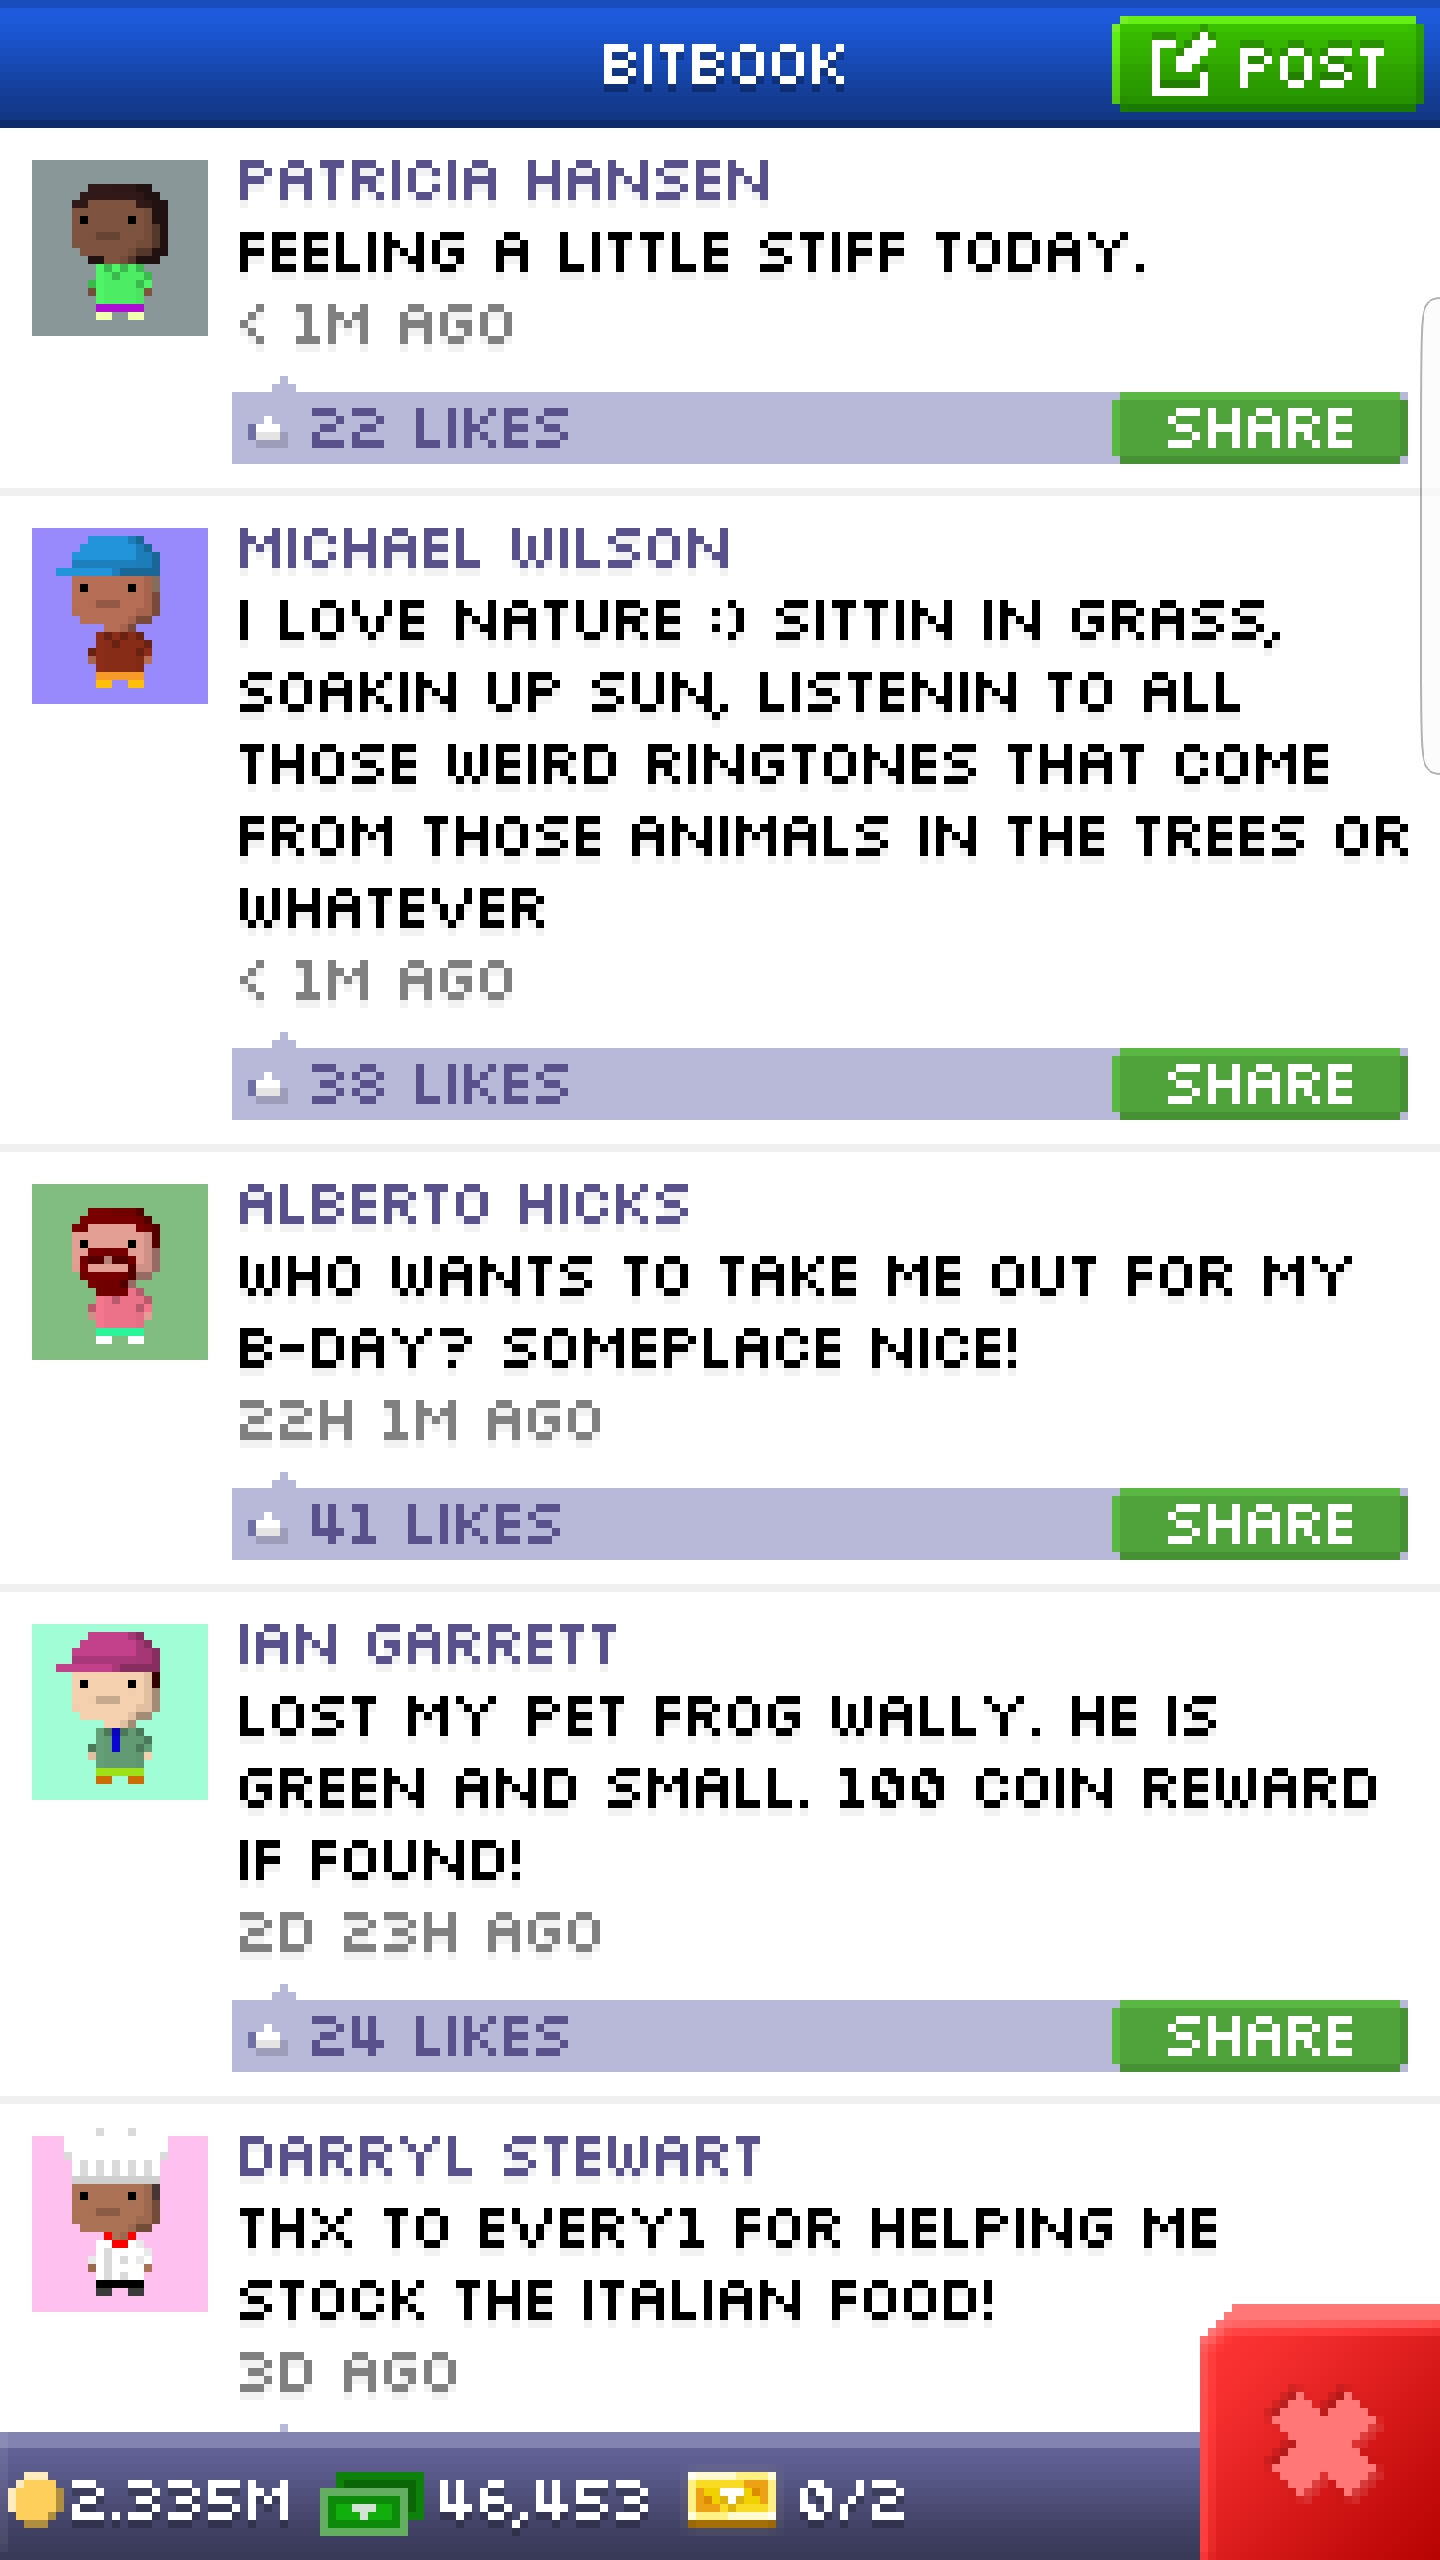 BITBOOK
POST
PATRICIA HANSEN
FEELING A LITTLE STIFF TODAY.
< 1M AGO
22 LIKES
SHARE
MICHAEL WILSON
I LOVE NATURE :) SITTIN IN GRASS,
SOAKIN UP SUN, LISTENIN TO ALL
THOSE WEIRD RINGTONES THAT COME
FROM THOSE ANIMALS IN THE TREES OR
WHATEVER
< 1M AGO
38 LIKES
SHARE
ALBERTO HICKS
WHO WANTS TO TAKE ME OUT FOR MY
B-DAY? SOMEPLACE NICE!
22H 1M AGO
41 LIKES
SHARE
IAN GARRETT
LOST MY PET FROG WALLY. HE IS
GREEN AND SMALL. 100 COIN REWARD
IF FOUND!
2D 23H AGO
24 LIKES
SHARE
DARRYL STEWART
THX TO EVERY1 FOR HELPING ME
STOCK THE ITALIAN FOOD!
3D AGO
2.335M
46,453
0/2